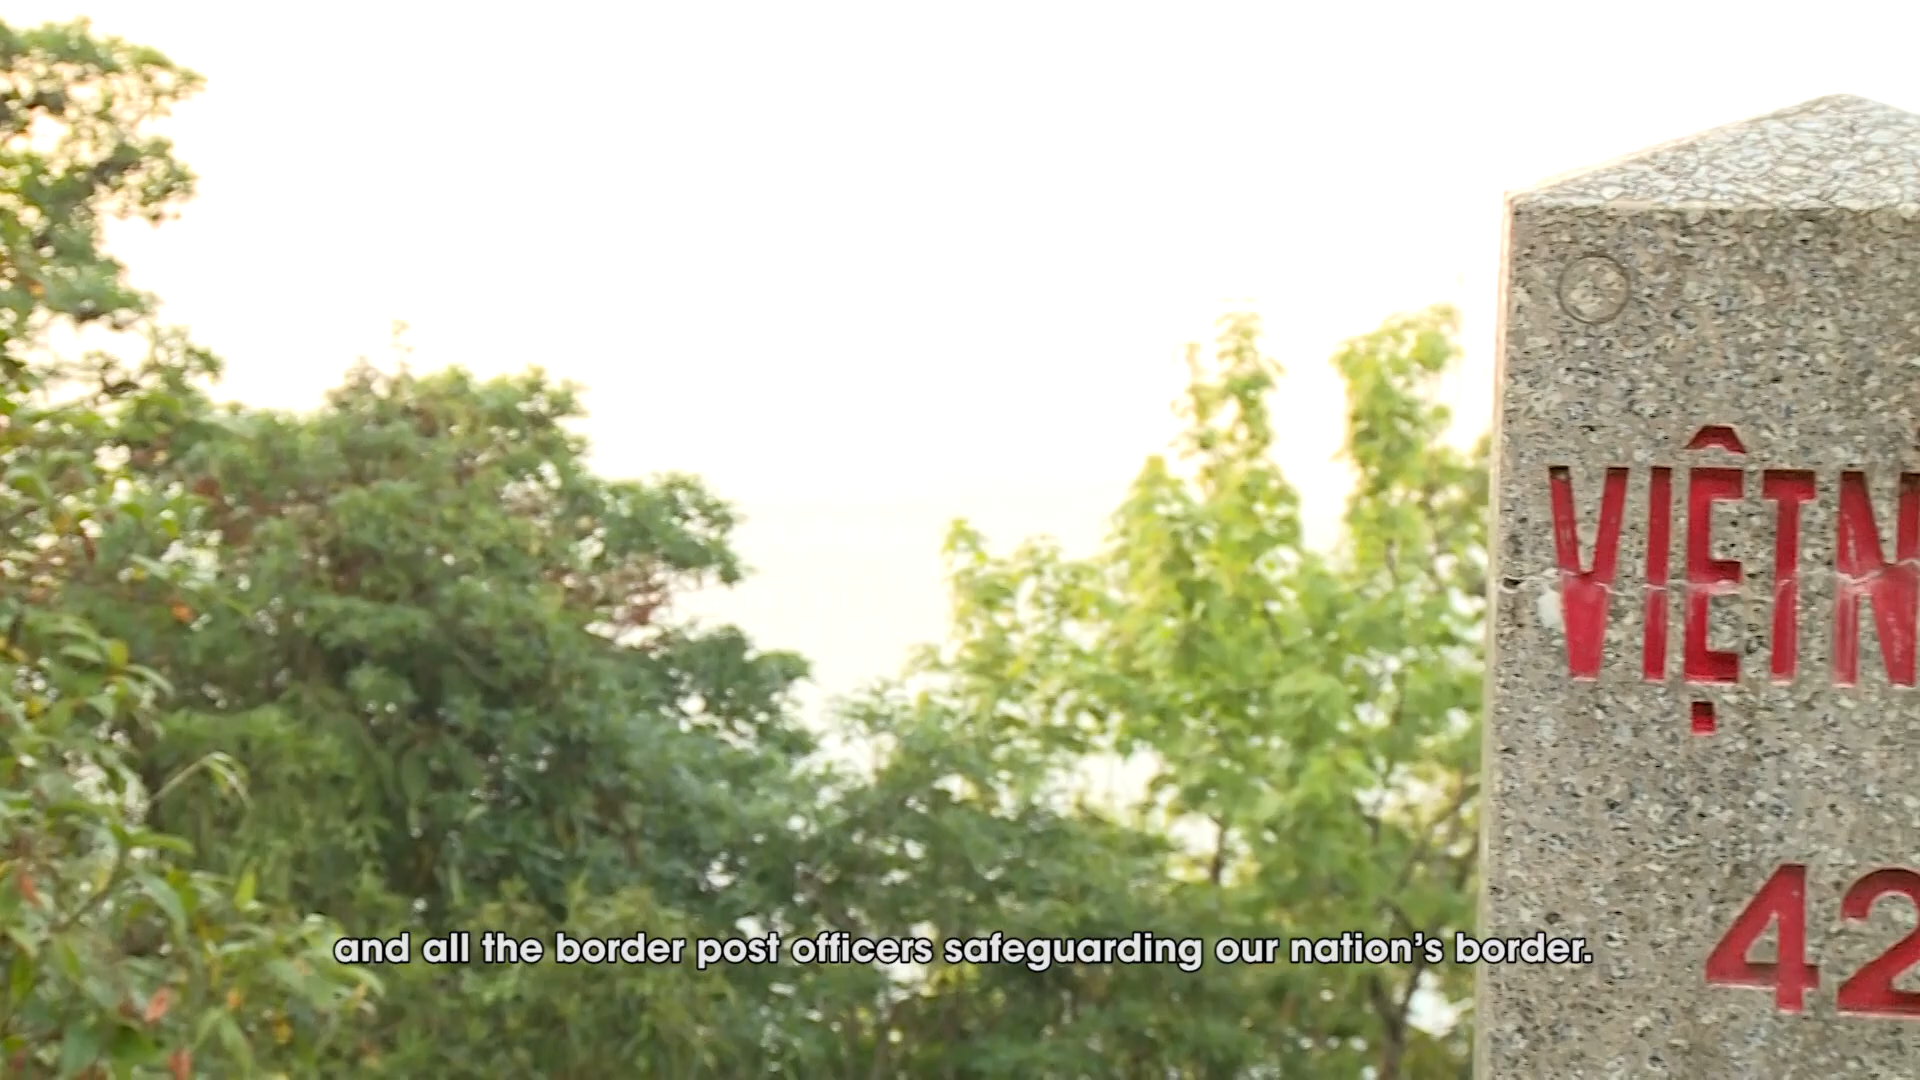 VIỆTN
42
and all the border post officers safeguarding our nation’s border.